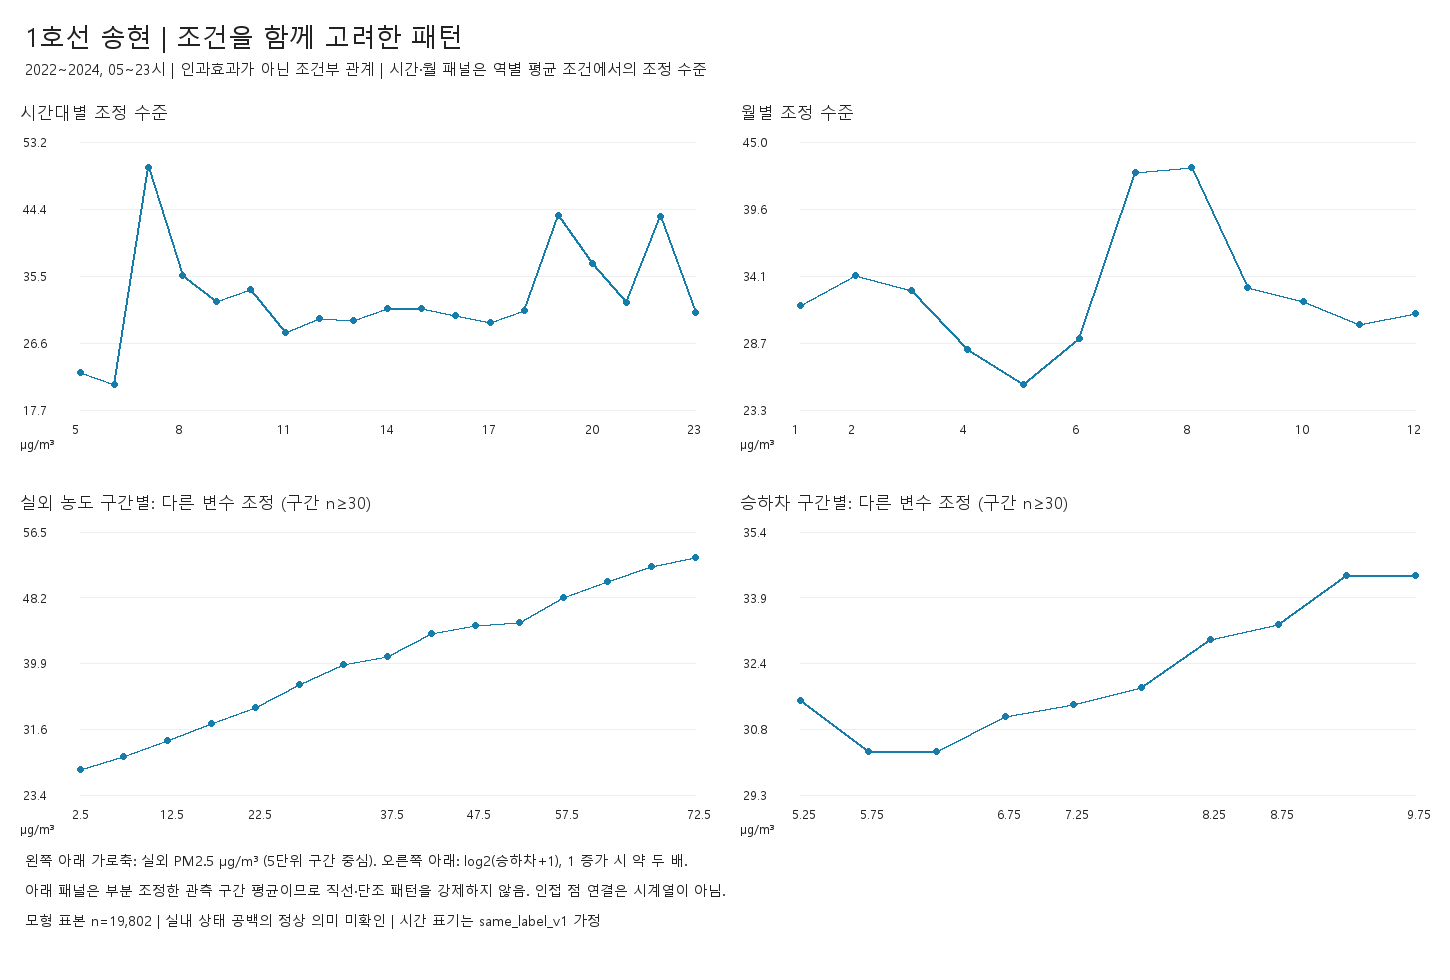 1호선 송현 | 조건을 함께 고려한 패턴
2022~2024, 05~23시 | 인과효과가 아닌 조건부 관계 | 시간·월 패널은 역별 평균 조건에서의 조정 수준
시간대별 조정 수준
53.2
44.4
35.5
26.6
17.7
5 8 11 14 17 20 23
µg/m³
월별 조정 수준
45.0
39.6
34.1
28.7
23.3
1 2 4 6 8 10 12
µg/m³
실외 농도 구간별: 다른 변수 조정 (구간 n≥30)
56.5
48.2
39.9
31.6
23.4
2.5 12.5 22.5 37.5 47.5 57.5 72.5
µg/m³
승하차 구간별: 다른 변수 조정 (구간 n≥30)
35.4
33.9
32.4
30.8
29.3
5.25 5.75 6.75 7.25 8.25 8.75 9.75
µg/m³
왼쪽 아래 가로축: 실외 PM2.5 µg/m³ (5단위 구간 중심). 오른쪽 아래: log2(승하차+1), 1 증가 시 약 두 배.
아래 패널은 부분 조정한 관측 구간 평균이므로 직선·단조 패턴을 강제하지 않음. 인접 점 연결은 시계열이 아님.
모형 표본 n=19,802 | 실내 상태 공백의 정상 의미 미확인 | 시간 표기는 same_label_v1 가정